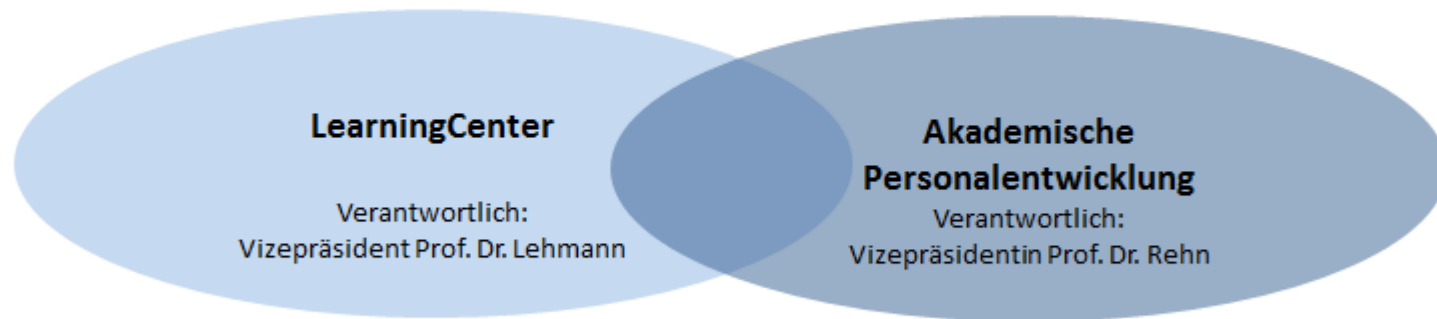 LearningCenter
Verantwortlich:
Vizepräsident Prof. Dr. Lehmann
Akademische
Personalentwicklung
Verantwortlich:
Vizepräsidentin Prof. Dr. Rehn